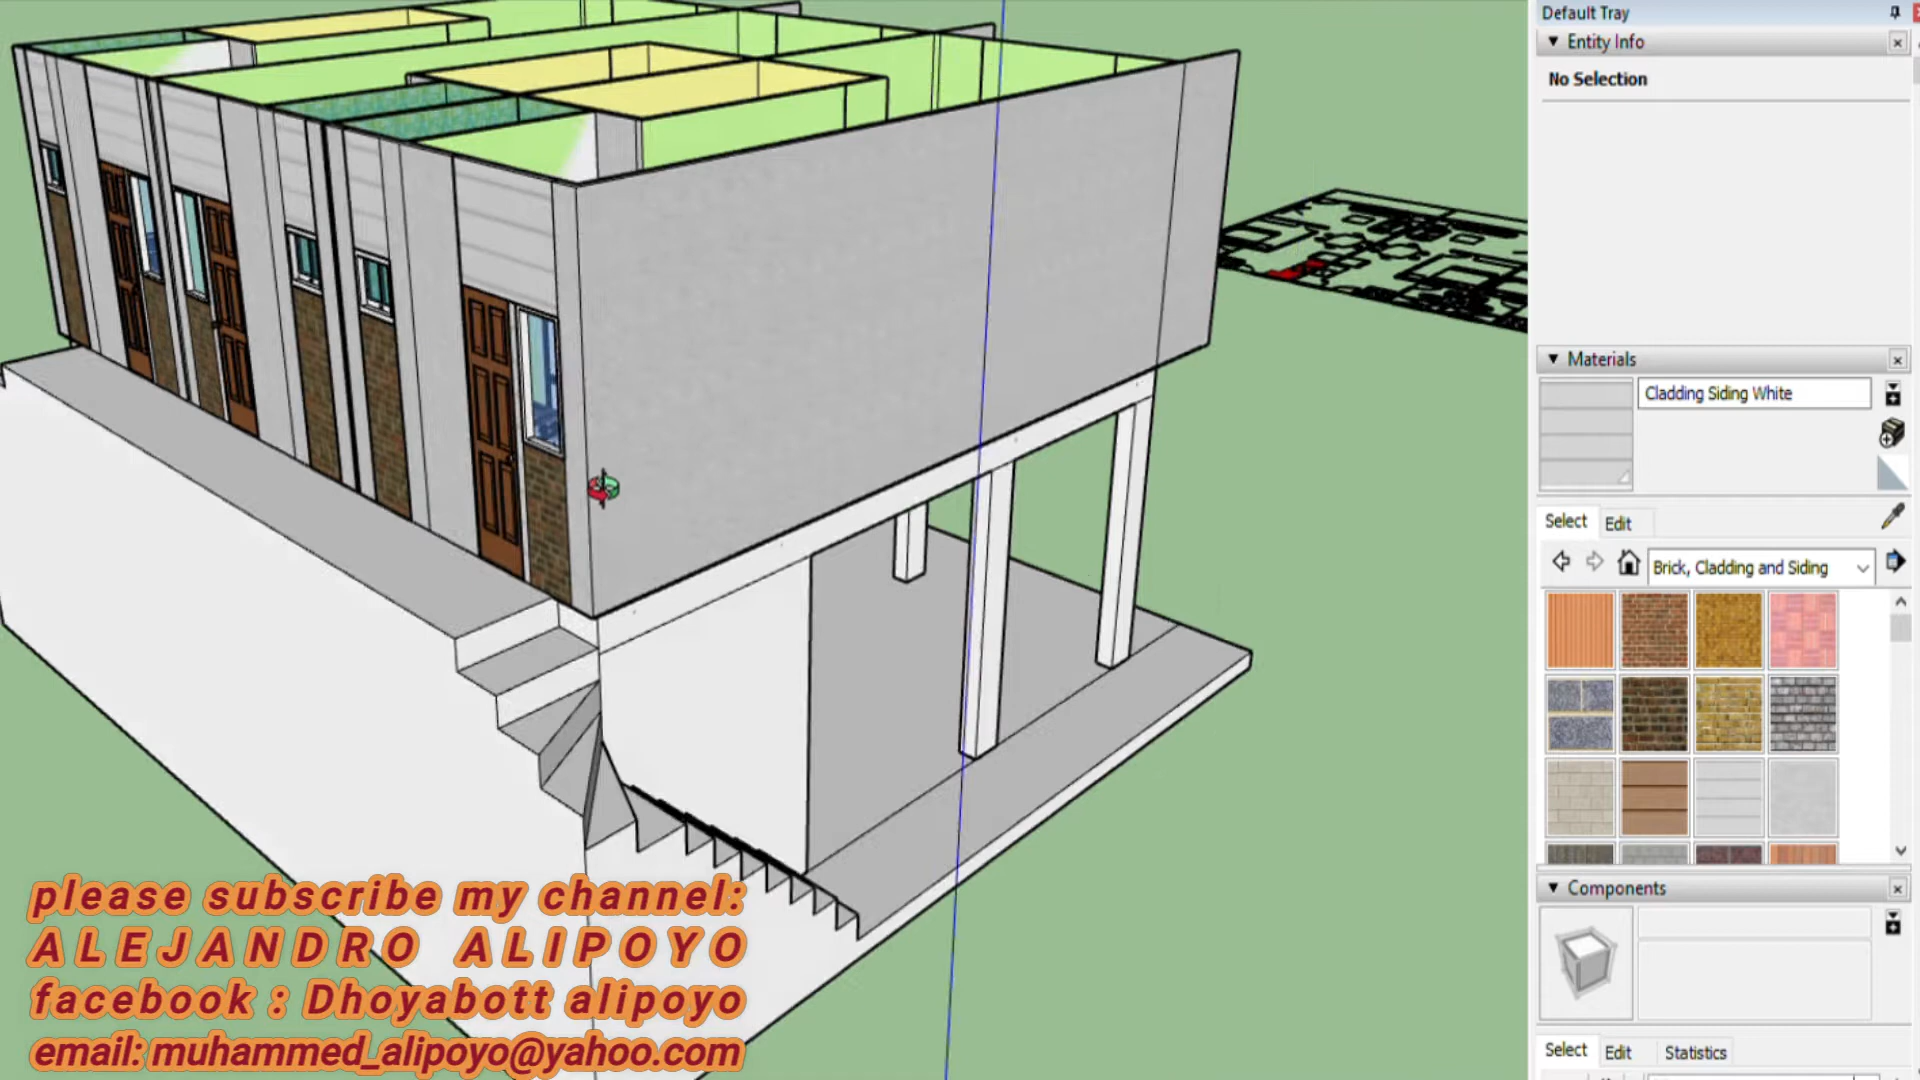 Default Tray
Entity Info
No Selection
Materials
Cladding Siding White
Select Edit
Brick, Cladding and Siding
Components
Select Edit Statistics
please subscribe my channel:
ALEJANDRO ALIPOYO
facebook : Dhoyabott alipoyo
email: muhammed_alipoyo@yahoo.com